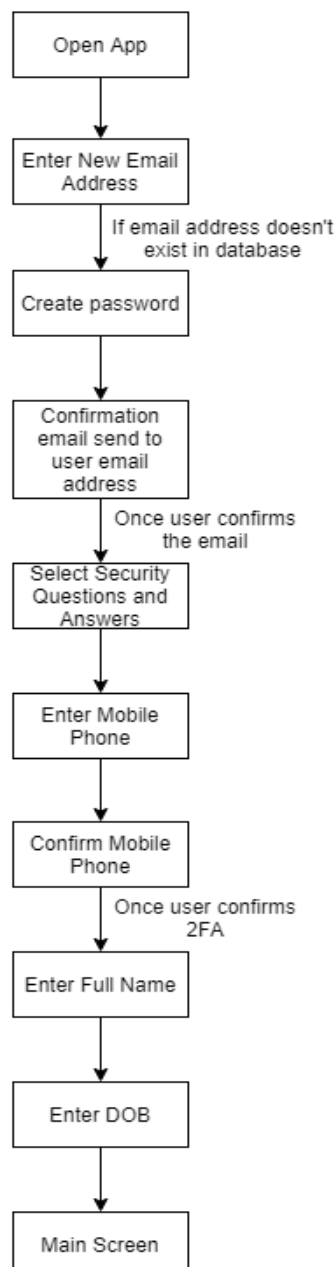 Open App
Enter New Email
Address
If email address doesn't
exist in database
Create password
Confirmation
email send to
user email
address
Once user confirms
the email
Select Security
Questions and
Answers
Enter Mobile
Phone
Confirm Mobile
Phone
Once user confirms
2FA
Enter Full Name
Enter DOB
Main Screen